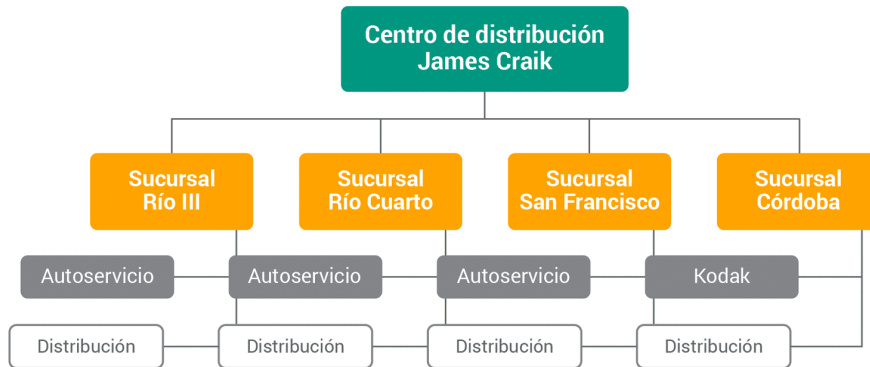 Centro de distribución
James Craik
Sucursal
Río III
Sucursal
Río Cuarto
Sucursal
San Francisco
Sucursal
Córdoba
Autoservicio
Autoservicio
Autoservicio
Kodak
Distribución
Distribución
Distribución
Distribución